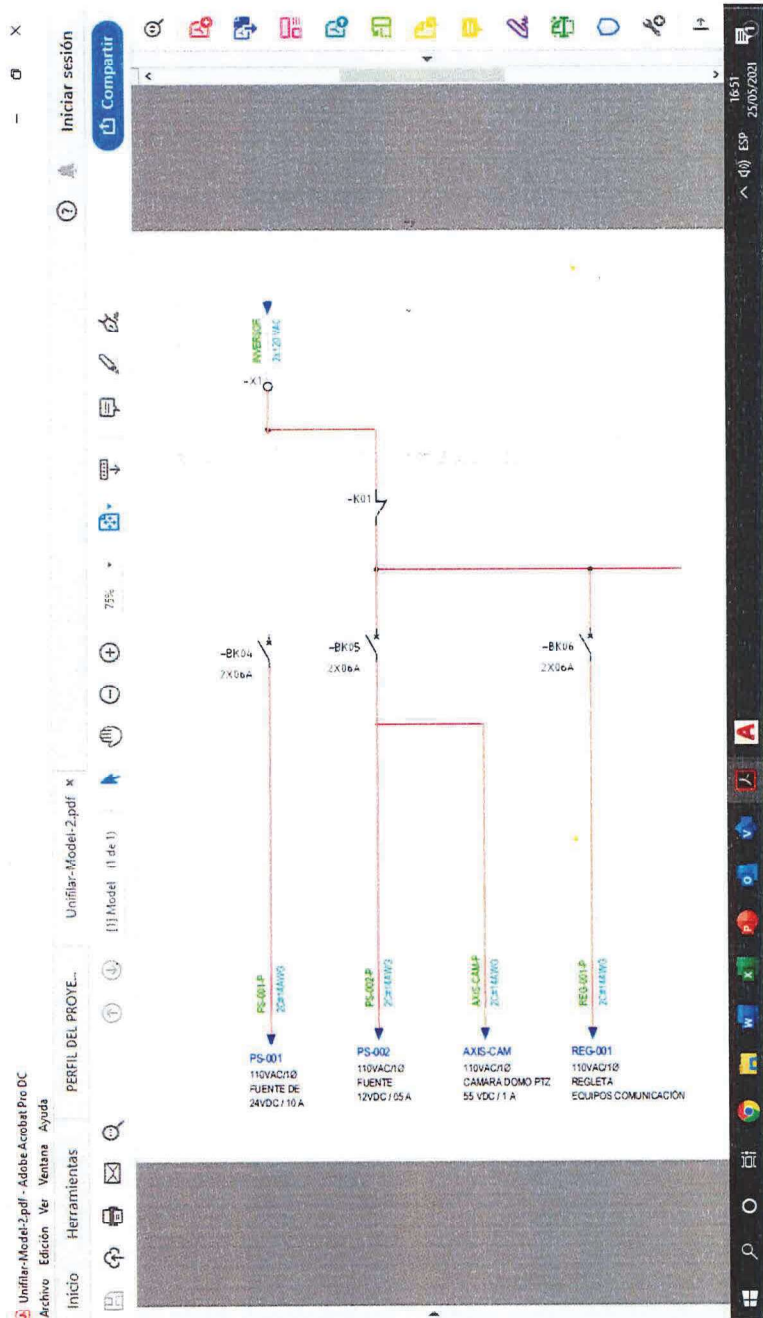 Unifilar-Model-2.pdf - Adobe Acrobat Pro DC
Archivo Edición Ver Ventana Ayuda
Inicio Herramientas PERFIL DEL PROYE... Unifilar-Model-2.pdf × Iniciar sesión
[1] Model (1 de 1) 75% Compartir
INVERSOR
2x120 VAC
-X1
-K01
-BK04
2X06A
-BK05
2X06A
-BK06
2X06A
PS-001-P
2C#14AWG
PS-002-P
2C#14AWG
AXIS-CAM-P
2C#14AWG
REG-001-P
2C#14AWG
PS-001
110VAC/1Ø
FUENTE DE
24VDC / 10 A
PS-002
110VAC/1Ø
FUENTE
12VDC / 05 A
AXIS-CAM
110VAC/1Ø
CAMARA DOMO PTZ
55 VDC / 1 A
REG-001
110VAC/1Ø
REGLETA
EQUIPOS COMUNICACIÓN
ESP
16:51
25/05/2021